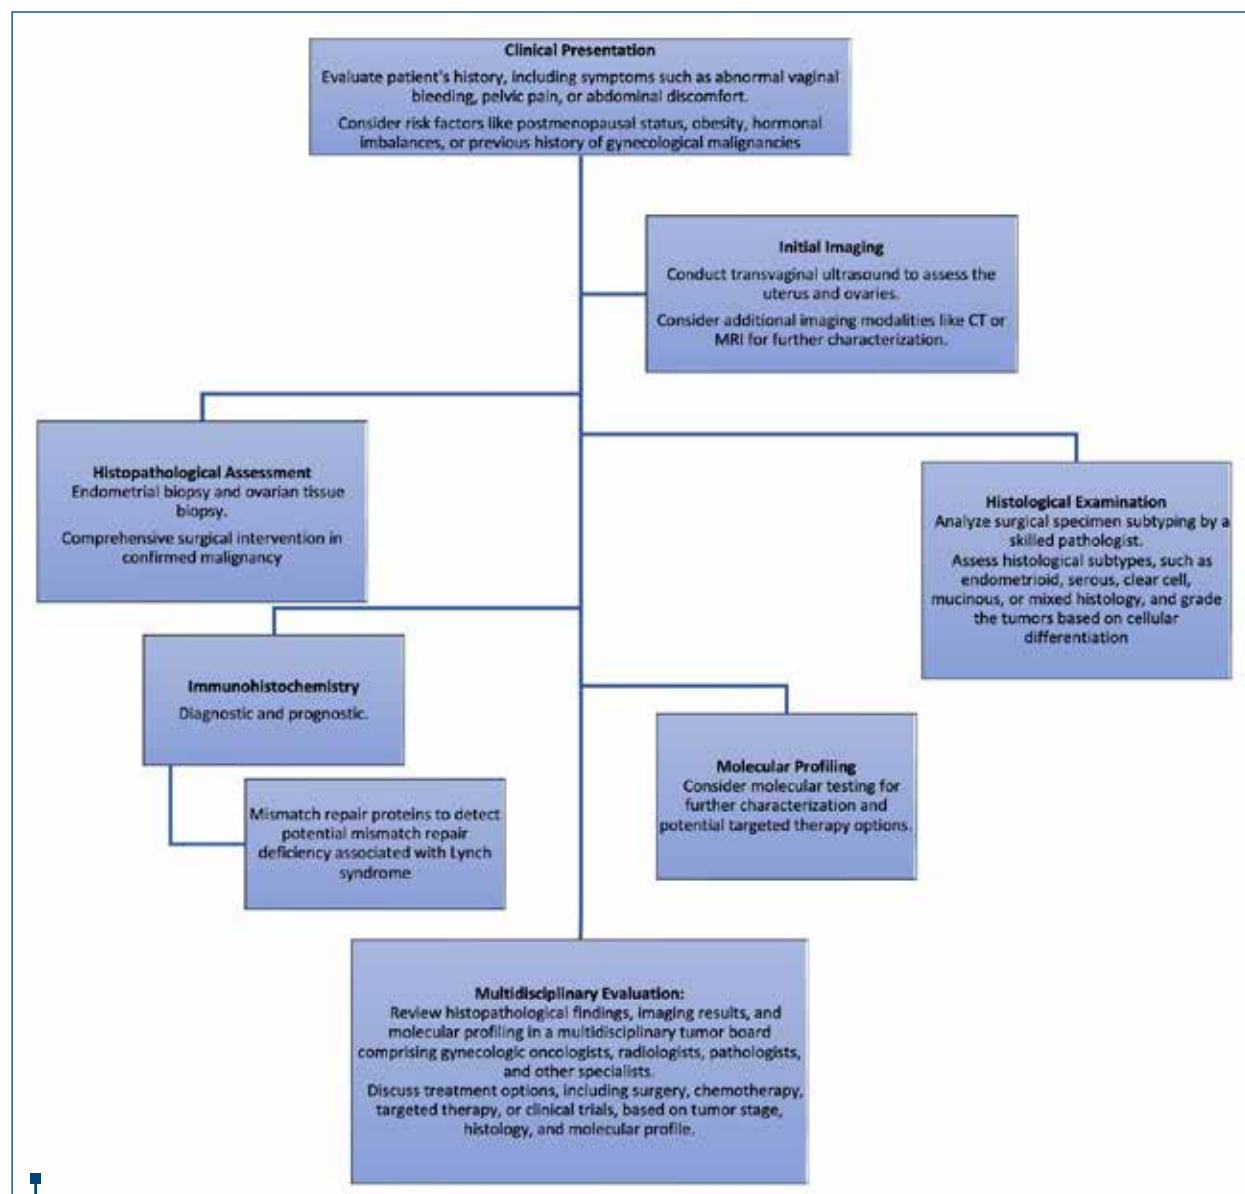 Clinical Presentation
Evaluate patient's history, including symptoms such as abnormal vaginal
bleeding, pelvic pain, or abdominal discomfort.
Consider risk factors like postmenopausal status, obesity, hormonal
imbalances, or previous history of gynecological malignancies
Initial Imaging
Conduct transvaginal ultrasound to assess the
uterus and ovaries.
Consider additional imaging modalities like CT or
MRI for further characterization.
Histopathological Assessment
Endometrial biopsy and ovarian tissue
biopsy.
Comprehensive surgical intervention in
confirmed malignancy
Histological Examination
Analyze surgical specimen subtyping by a
skilled pathologist.
Assess histological subtypes, such as
endometrioid, serous, clear cell,
mucinous, or mixed histology, and grade
the tumors based on cellular
differentiation
Immunohistochemistry
Diagnostic and prognostic.
Molecular Profiling
Consider molecular testing for
further characterization and
potential targeted therapy options.
Mismatch repair proteins to detect
potential mismatch repair
deficiency associated with Lynch
syndrome
Multidisciplinary Evaluation:
Review histopathological findings, imaging results, and
molecular profiling in a multidisciplinary tumor board
comprising gynecologic oncologists, radiologists, pathologists,
and other specialists.
Discuss treatment options, including surgery, chemotherapy,
targeted therapy, or clinical trials, based on tumor stage,
histology, and molecular profile.